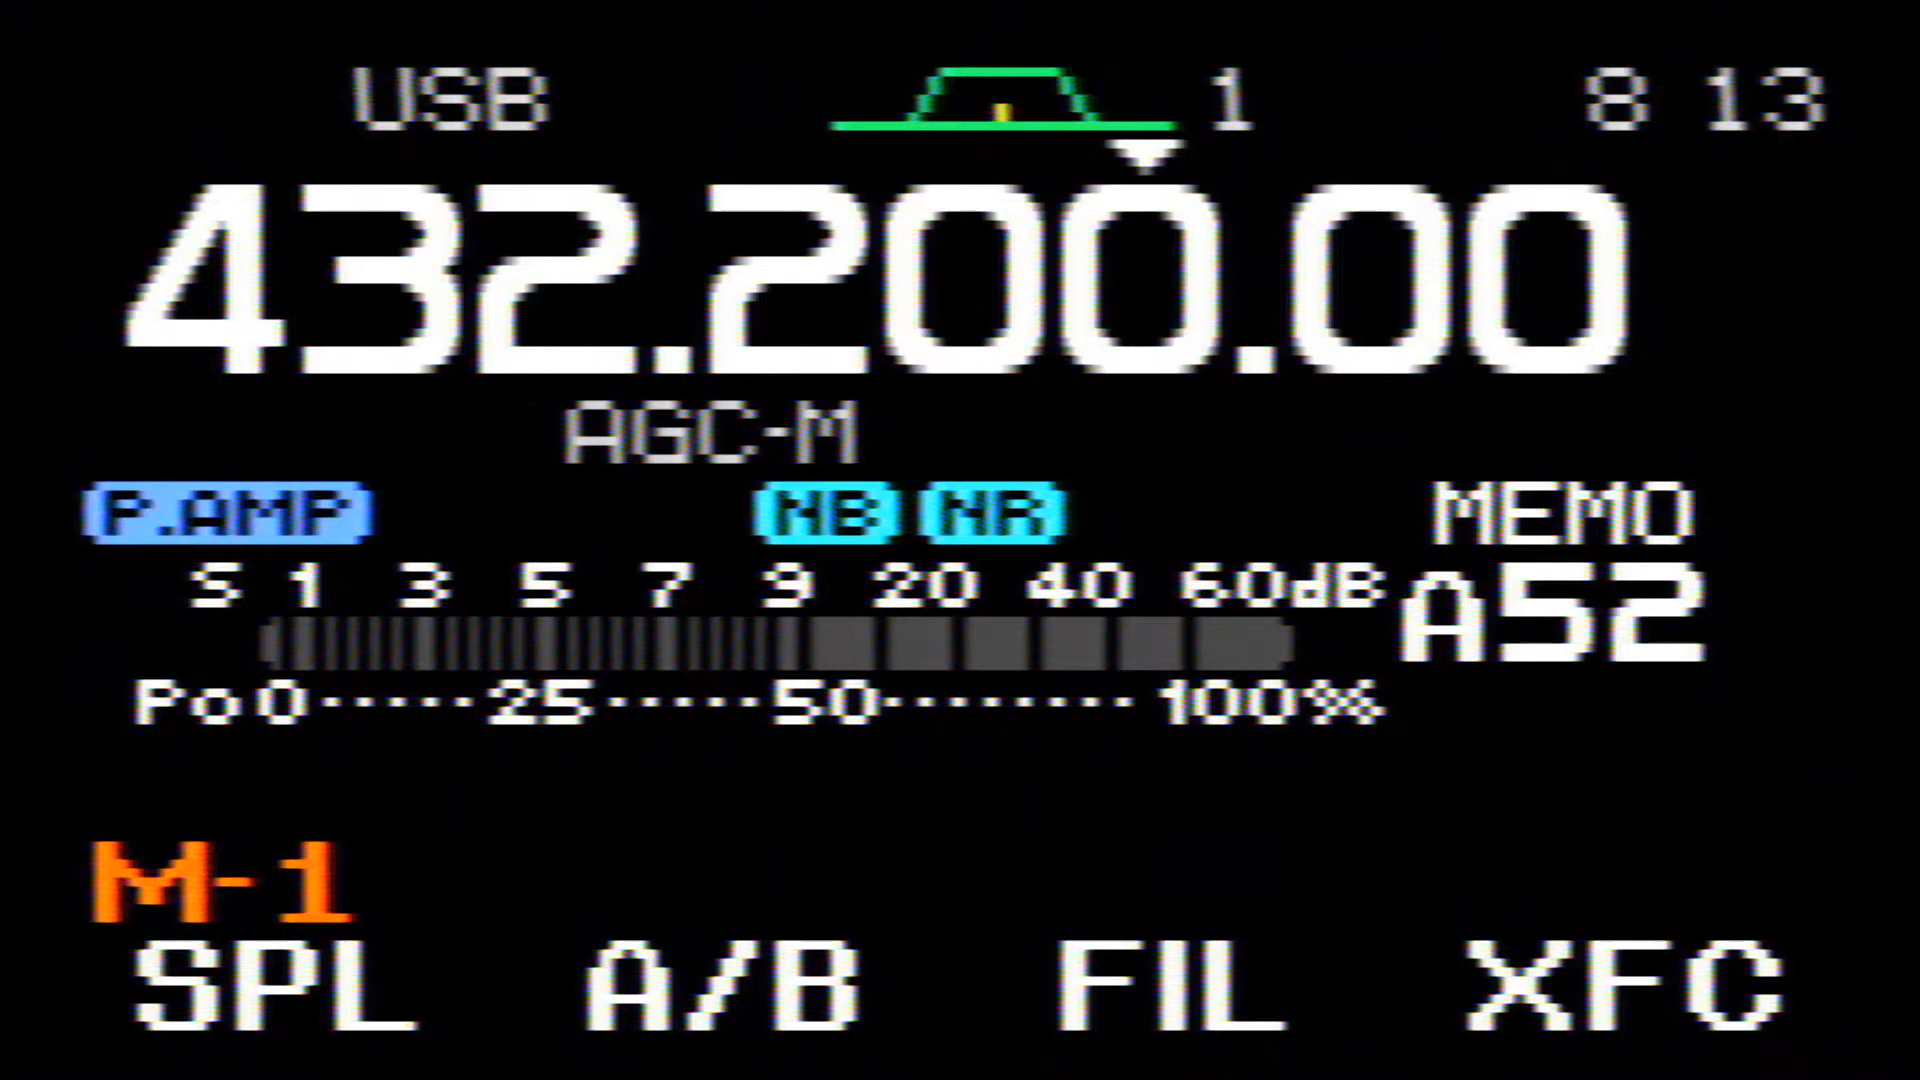 USB 1 8 13
432.200.00
AGC-M
P.AMP NB NR MEMO
S 1 3 5 7 9 20 40 60dB A52
Po 0·····25·····50········100%
M-1
SPL A/B FIL XFC